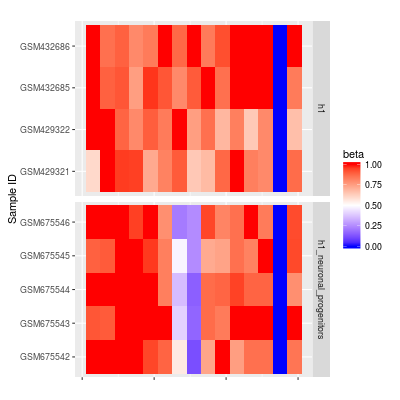 GSM432686
GSM432685
GSM429322
GSM429321
h1
GSM675546
GSM675545
GSM675544
GSM675543
GSM675542
h1_neuronal_progenitors
Sample ID
beta
1.00
0.75
0.50
0.25
0.00